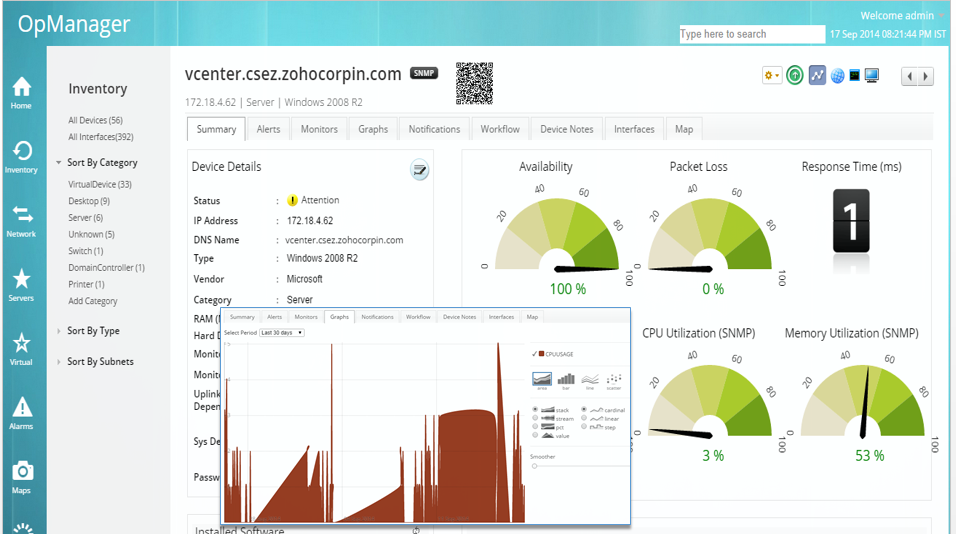 OpManager
Welcome admin
Type here to search
17 Sep 2014 08:21:44 PM IST
Home
Inventory
Network
Servers
Virtual
Alarms
Maps
Inventory
All Devices (56)
All Interfaces(392)
Sort By Category
VirtualDevice (33)
Desktop (9)
Server (6)
Unknown (5)
Switch (1)
DomainController (1)
Printer (1)
Add Category
Sort By Type
Sort By Subnets
vcenter.csez.zohocorpin.com SNMP
172.18.4.62 | Server | Windows 2008 R2
Summary Alerts Monitors Graphs Notifications Workflow Device Notes Interfaces Map
Device Details
Status : Attention
IP Address : 172.18.4.62
DNS Name : vcenter.csez.zohocorpin.com
Type : Windows 2008 R2
Vendor : Microsoft
Category : Server
RAM
Hard D
Monit
Monit
Uplink
Depen
Sys De
Passw
Installed Software
Availability
0 20 40 60 80 100
100 %
Packet Loss
0 20 40 60 80 100
0 %
Response Time (ms)
1
CPU Utilization (SNMP)
0 20 40 60 80 100
3 %
Memory Utilization (SNMP)
0 20 40 60 80 100
53 %
Summary Alerts Monitors Graphs Notifications Workflow Device Notes Interfaces Map
Select Period Last 30 days
CPUUSAGE
area bar line scatter
stack cardinal
stream linear
pct step
value
Smoother